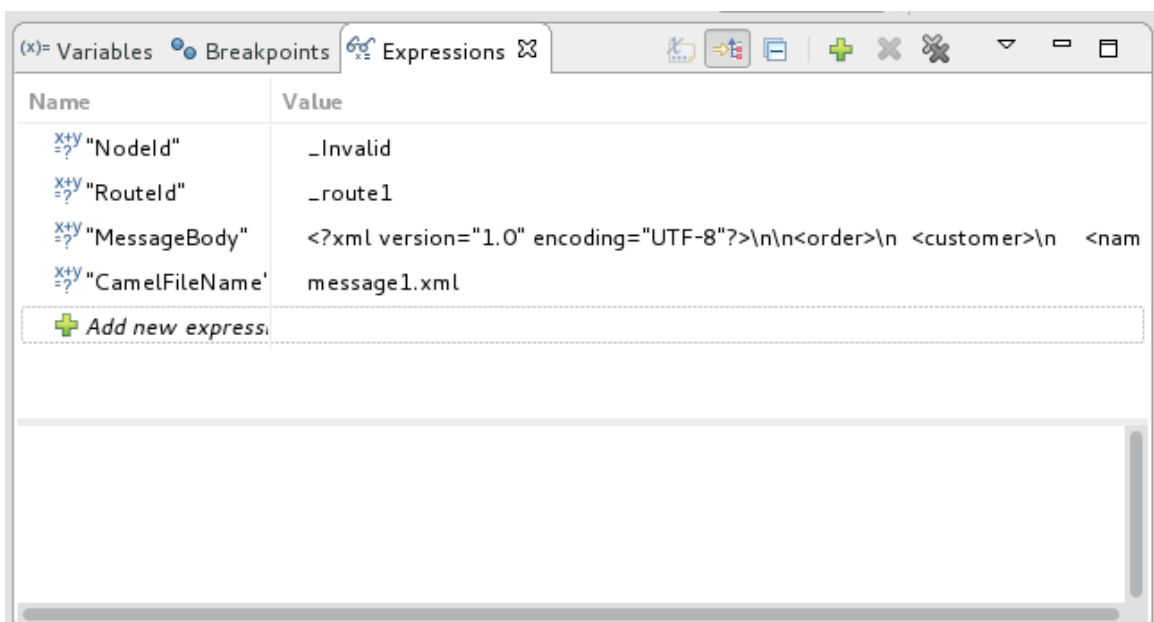 (x)= Variables Breakpoints Expressions
Name Value
x+y=? "NodeId" _Invalid
x+y=? "RouteId" _route1
x+y=? "MessageBody" <?xml version="1.0" encoding="UTF-8"?>\n\n<order>\n <customer>\n <nam
x+y=? "CamelFileName' message1.xml
Add new expressi